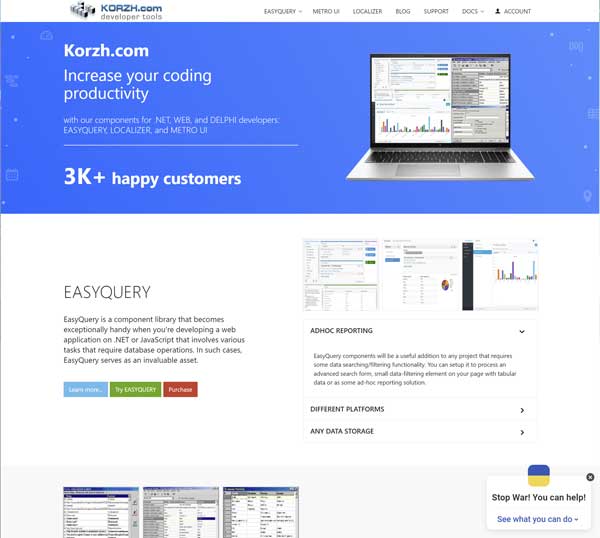 KORZH.com
developer tools
EASYQUERY
METRO UI
LOCALIZER
BLOG
SUPPORT
DOCS
ACCOUNT
Korzh.com
Increase your coding
productivity
with our components for .NET, WEB, and DELPHI developers:
EASYQUERY, LOCALIZER, and METRO UI
3K+ happy customers
EASYQUERY
EasyQuery is a component library that becomes
exceptionally handy when you're developing a web
application on .NET or JavaScript that involves various
tasks that require database operations. In such cases,
EasyQuery serves as an invaluable asset.
Learn more...
Try EASYQUERY
Purchase
ADHOC REPORTING
EasyQuery components will be a useful addition to any project that requires
some data searching/filtering functionality. You can setup it to process an
advanced search form, small data-filtering element on your page with tabular
data or as some ad-hoc reporting solution.
DIFFERENT PLATFORMS
ANY DATA STORAGE
Stop War! You can help!
See what you can do